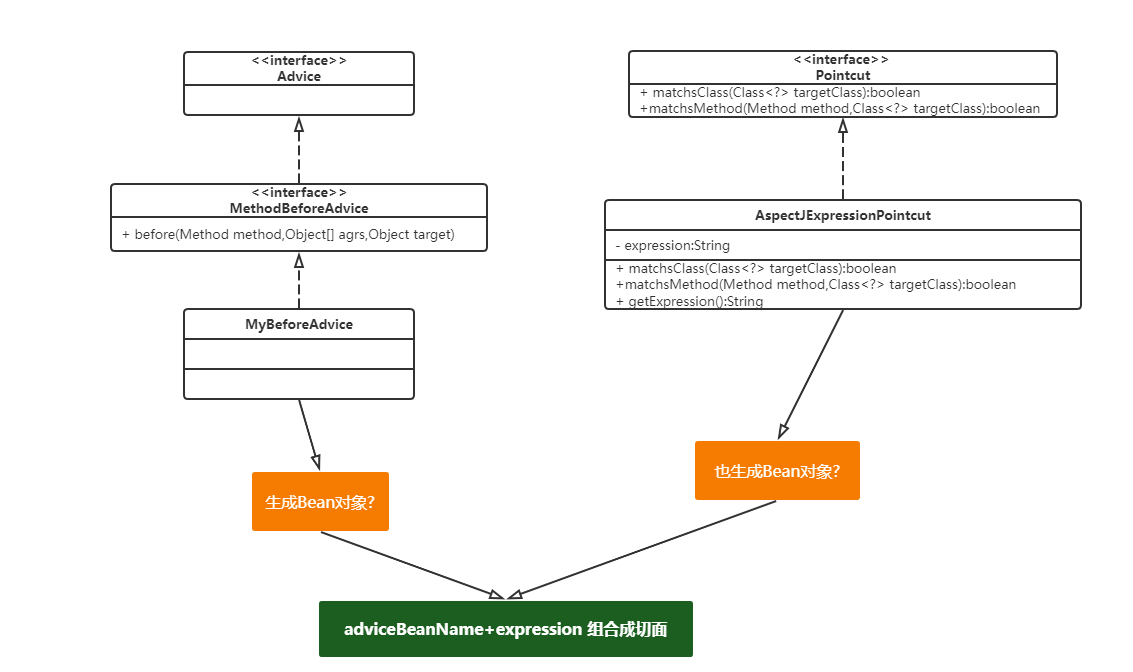 <<interface>>
Advice
<<interface>>
MethodBeforeAdvice
+ before(Method method,Object[] agrs,Object target)
MyBeforeAdvice
生成Bean对象?
<<interface>>
Pointcut
+ matchsClass(Class<?> targetClass):boolean
+matchsMethod(Method method,Class<?> targetClass):boolean
AspectJExpressionPointcut
- expression:String
+ matchsClass(Class<?> targetClass):boolean
+matchsMethod(Method method,Class<?> targetClass):boolean
+ getExpression():String
也生成Bean对象?
adviceBeanName+expression 组合成切面